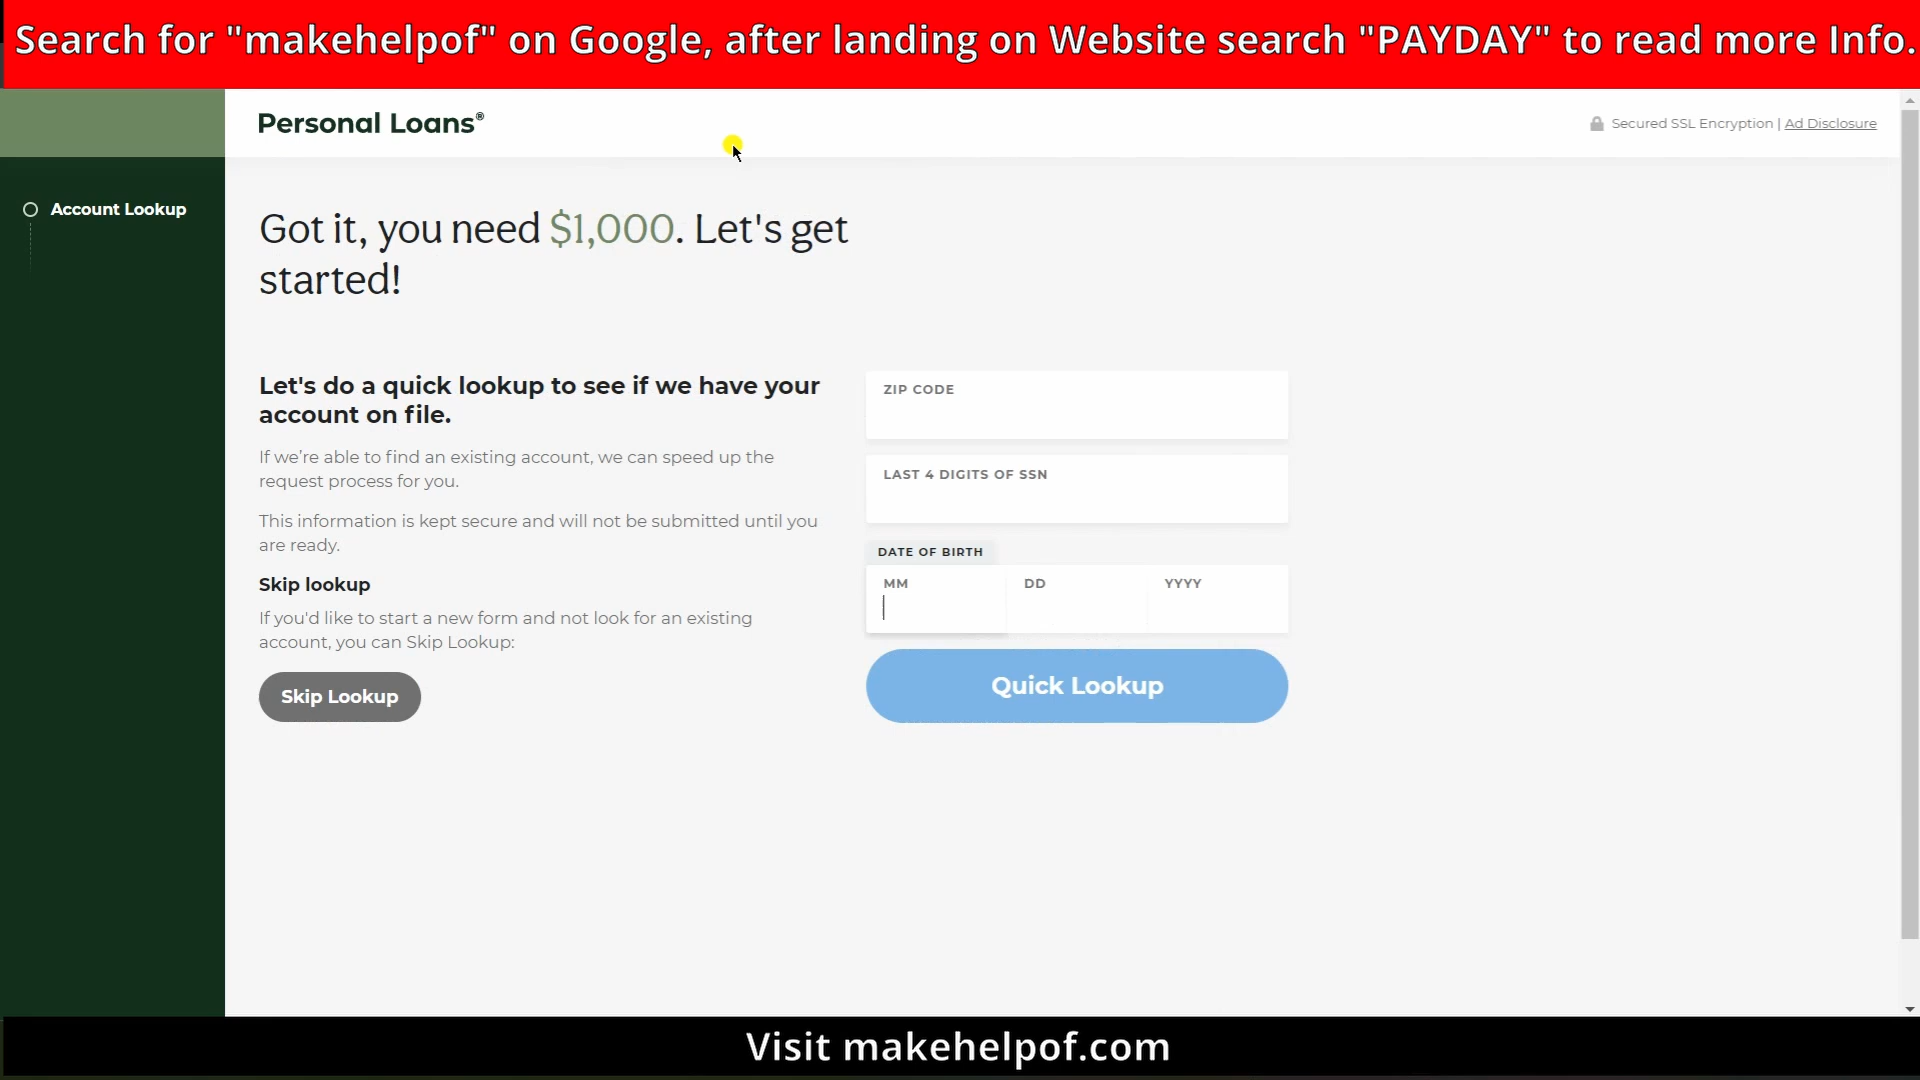 Search for "makehelpof" on Google, after landing on Website search "PAYDAY" to read more Info.
Personal Loans®
Secured SSL Encryption | Ad Disclosure
Account Lookup
Got it, you need $1,000. Let's get
started!
Let's do a quick lookup to see if we have your
account on file.
If we’re able to find an existing account, we can speed up the
request process for you.
This information is kept secure and will not be submitted until you
are ready.
Skip lookup
If you'd like to start a new form and not look for an existing
account, you can Skip Lookup:
Skip Lookup
ZIP CODE
LAST 4 DIGITS OF SSN
DATE OF BIRTH
MM DD YYYY
Quick Lookup
Visit makehelpof.com